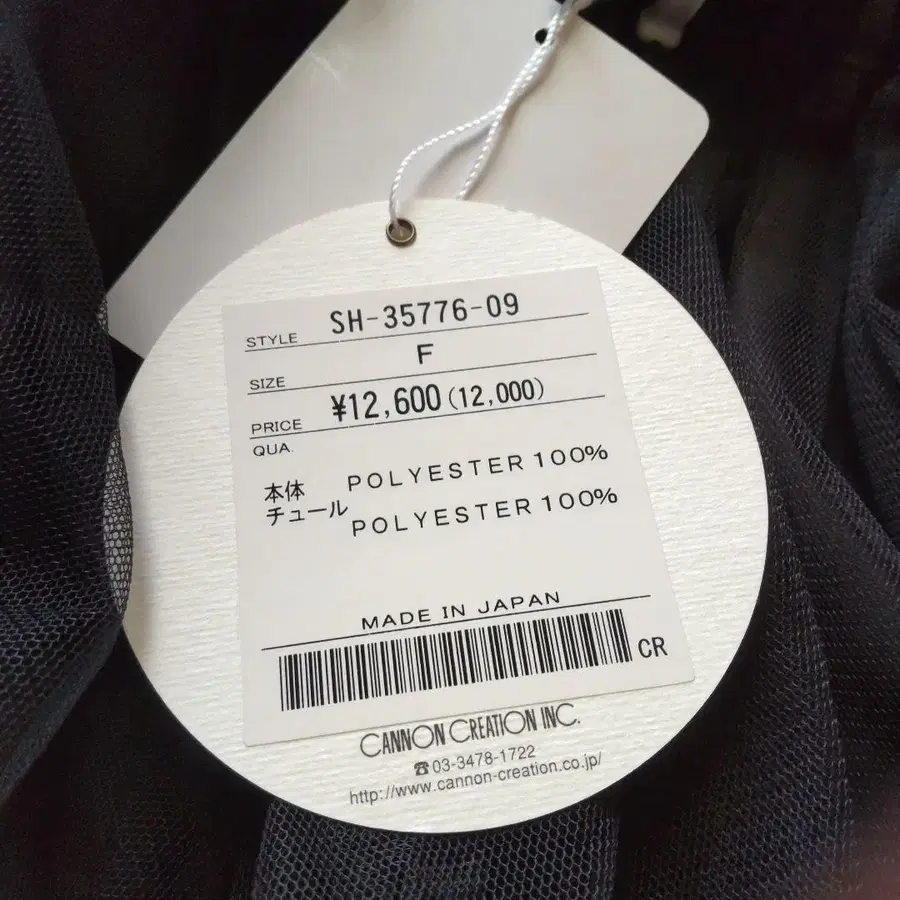 STYLE SH-35776-09
SIZE F
PRICE ¥12,600(12,000)
QUA.
本体 POLYESTER 100%
チュール POLYESTER 100%
MADE IN JAPAN
CR
CANNON CREATION INC.
☎03-3478-1722
http://www.cannon-creation.co.jp/